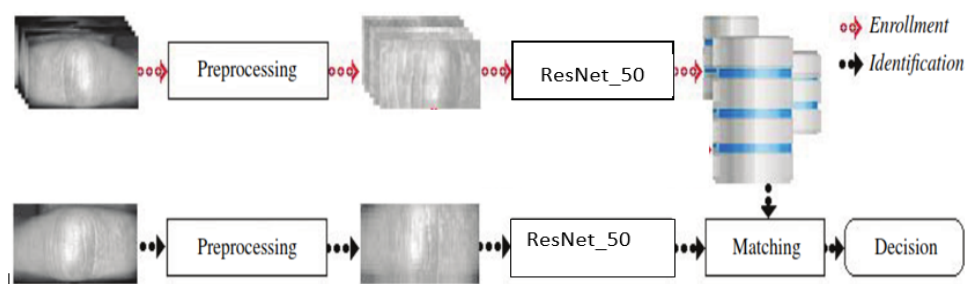 Enrollment
Preprocessing
ResNet_50
Identification
Preprocessing
ResNet_50
Matching
Decision